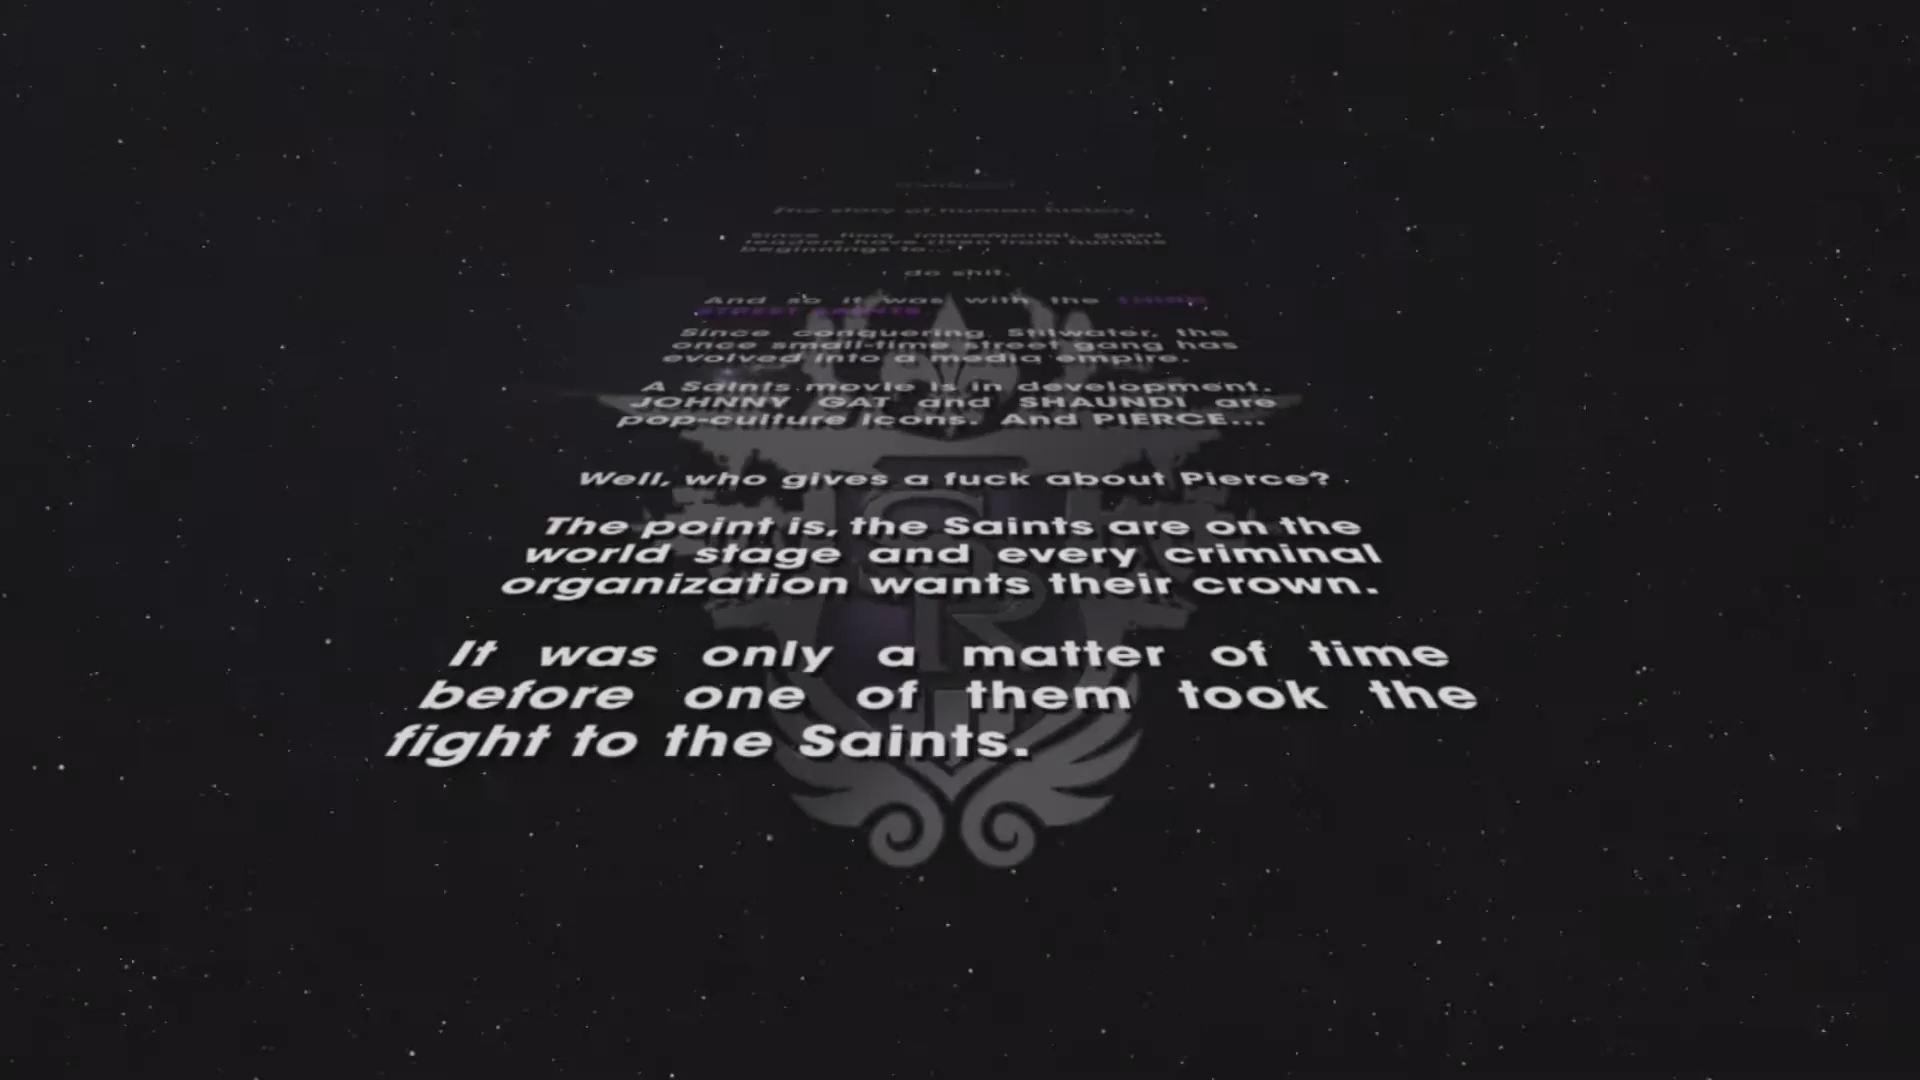 The story of human history
Since time immemorial, great
leaders have risen from humble
beginnings to...
do shit.
And so it was with the THIRD
STREET SAINTS.
Since conquering Stilwater, the
once small-time street gang has
evolved into a media empire.
A Saints movie is in development.
JOHNNY GAT and SHAUNDI are
pop-culture icons. And PIERCE...
Well, who gives a fuck about Pierce?
The point is, the Saints are on the
world stage and every criminal
organization wants their crown.
It was only a matter of time
before one of them took the
fight to the Saints.